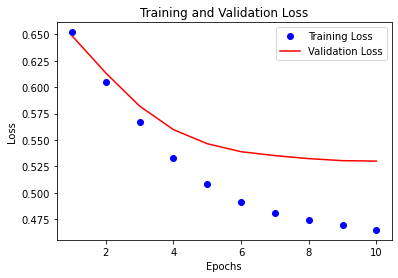 Training and Validation Loss
Training Loss
Validation Loss
0.650
0.625
0.600
0.575
0.550
0.525
0.500
0.475
Loss
2
4
6
8
10
Epochs